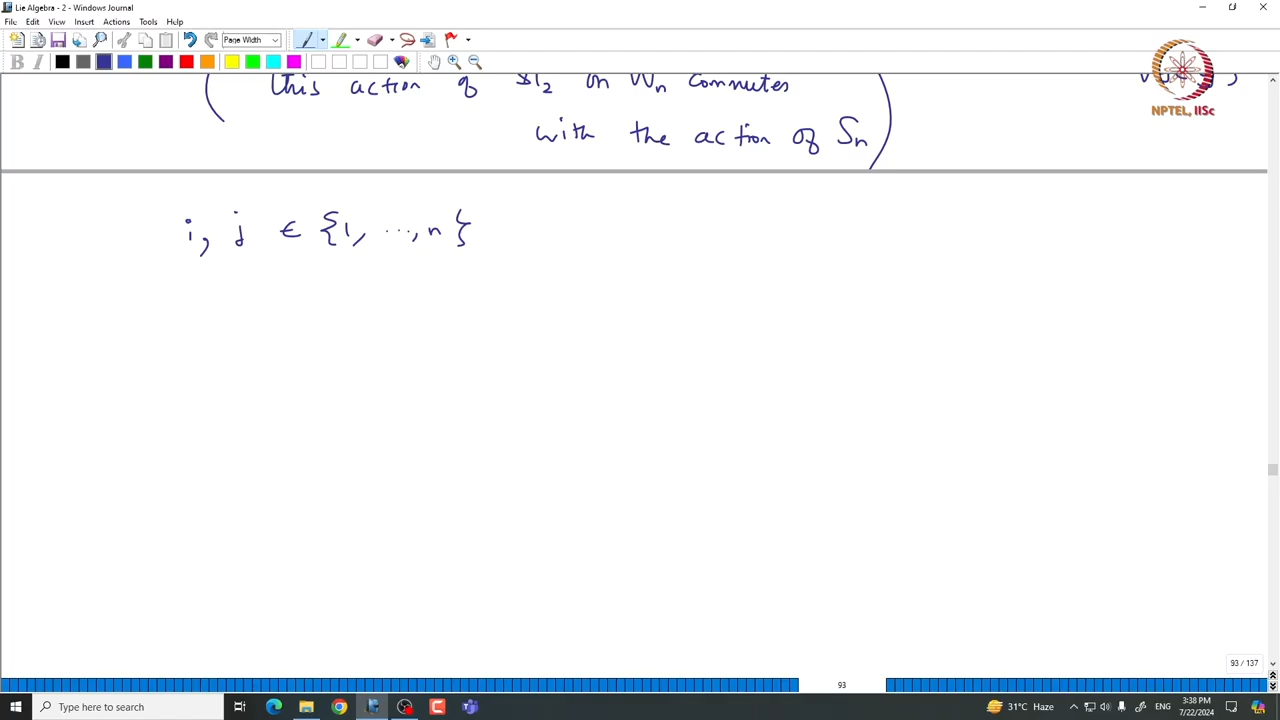 Lie Algebra - 2 - Windows Journal
File Edit View Insert Actions Tools Help
Page Width
B I
this action of sl2 on Wn commutes
with the action of Sn
NPTEL, IISc
i, j ∈ {1, ..., n}
93 / 137
93
Type here to search
31°C Haze
ENG
3:38 PM
7/22/2024